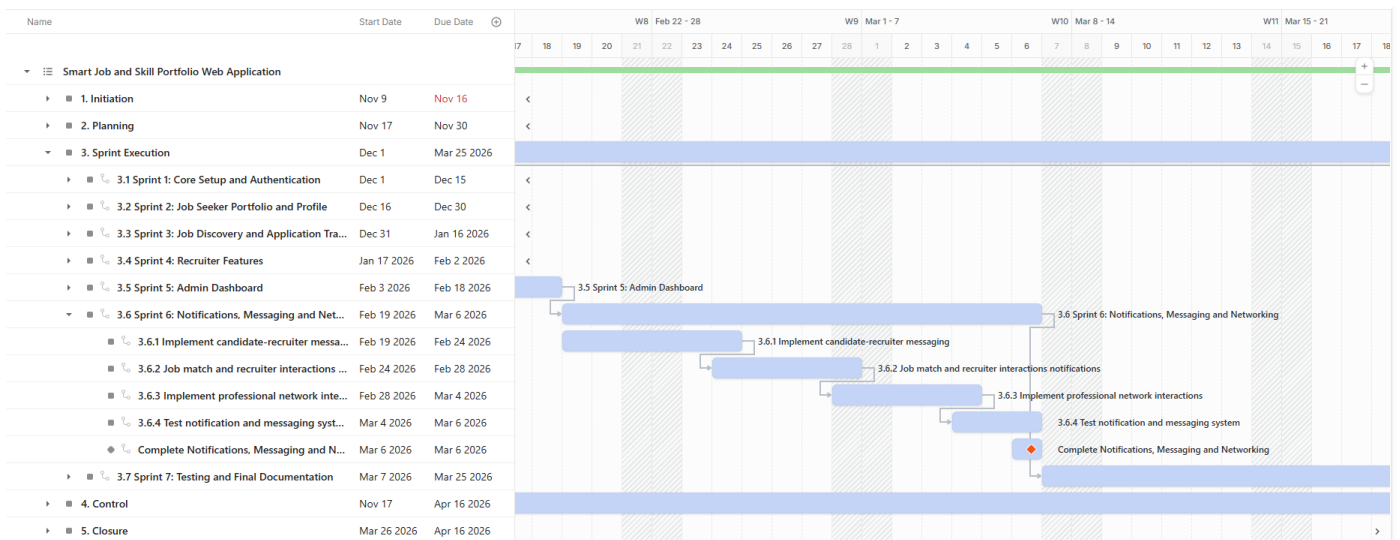 Name Start Date Due Date W8 Feb 22 - 28 W9 Mar 1 - 7 W10 Mar 8 - 14 W11 Mar 15 - 21
17 18 19 20 21 22 23 24 25 26 27 28 1 2 3 4 5 6 7 8 9 10 11 12 13 14 15 16 17 18
Smart Job and Skill Portfolio Web Application
1. Initiation Nov 9 Nov 16
2. Planning Nov 17 Nov 30
3. Sprint Execution Dec 1 Mar 25 2026
3.1 Sprint 1: Core Setup and Authentication Dec 1 Dec 15
3.2 Sprint 2: Job Seeker Portfolio and Profile Dec 16 Dec 30
3.3 Sprint 3: Job Discovery and Application Tra... Dec 31 Jan 16 2026
3.4 Sprint 4: Recruiter Features Jan 17 2026 Feb 2 2026
3.5 Sprint 5: Admin Dashboard Feb 3 2026 Feb 18 2026 3.5 Sprint 5: Admin Dashboard
3.6 Sprint 6: Notifications, Messaging and Net... Feb 19 2026 Mar 6 2026 3.6 Sprint 6: Notifications, Messaging and Networking
3.6.1 Implement candidate-recruiter messa... Feb 19 2026 Feb 24 2026 3.6.1 Implement candidate-recruiter messaging
3.6.2 Job match and recruiter interactions ... Feb 24 2026 Feb 28 2026 3.6.2 Job match and recruiter interactions notifications
3.6.3 Implement professional network inte... Feb 28 2026 Mar 4 2026 3.6.3 Implement professional network interactions
3.6.4 Test notification and messaging syst... Mar 4 2026 Mar 6 2026 3.6.4 Test notification and messaging system
Complete Notifications, Messaging and N... Mar 6 2026 Mar 6 2026 Complete Notifications, Messaging and Networking
3.7 Sprint 7: Testing and Final Documentation Mar 7 2026 Mar 25 2026
4. Control Nov 17 Apr 16 2026
5. Closure Mar 26 2026 Apr 16 2026